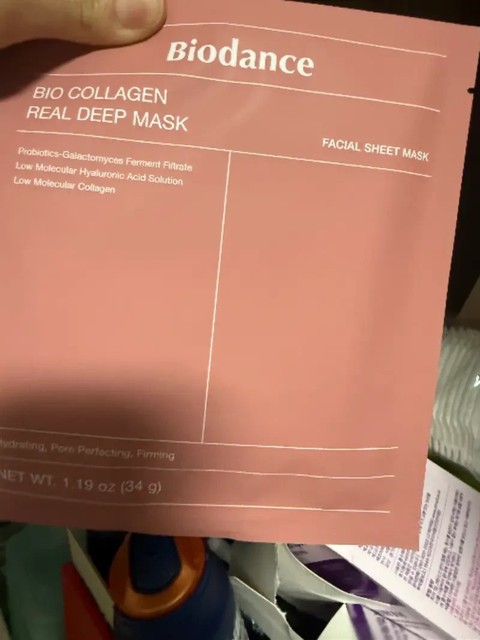 Biodance
BIO COLLAGEN
REAL DEEP MASK
FACIAL SHEET MASK
Probiotics-Galactomyces Ferment Filtrate
Low Molecular Hyaluronic Acid Solution
Low Molecular Collagen
Hydrating, Pore Perfecting, Firming
NET WT. 1.19 oz (34 g)